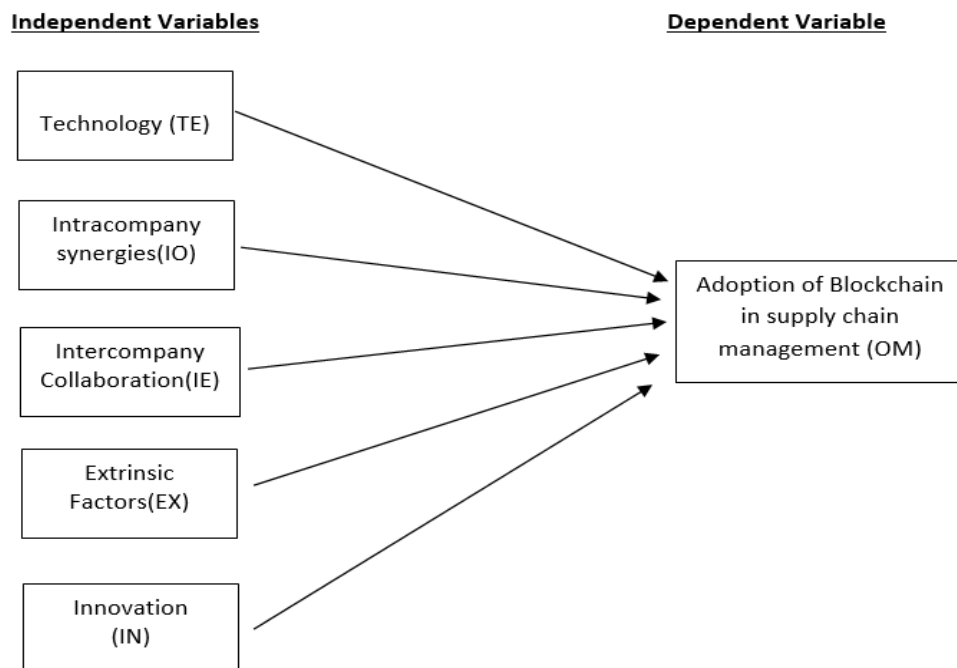 Independent Variables
Dependent Variable
Technology (TE)
Intracompany
synergies(IO)
Intercompany
Collaboration(IE)
Extrinsic
Factors(EX)
Innovation
(IN)
Adoption of Blockchain
in supply chain
management (OM)